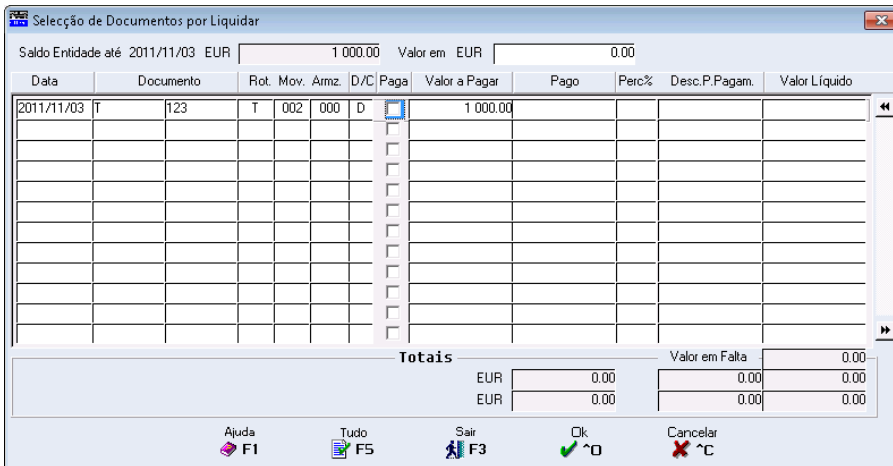 Selecção de Documentos por Liquidar
Saldo Entidade até 2011/11/03 EUR 1 000.00 Valor em EUR 0.00
Data Documento Rot. Mov. Armz. D/C Paga Valor a Pagar Pago Perc% Desc.P.Pagam. Valor Líquido
2011/11/03 T 123 T 002 000 D 1 000.00
Totais Valor em Falta 0.00
EUR 0.00 0.00 0.00
EUR 0.00 0.00 0.00
Ajuda Tudo Sair Ok Cancelar
F1 F5 F3 ^O ^C